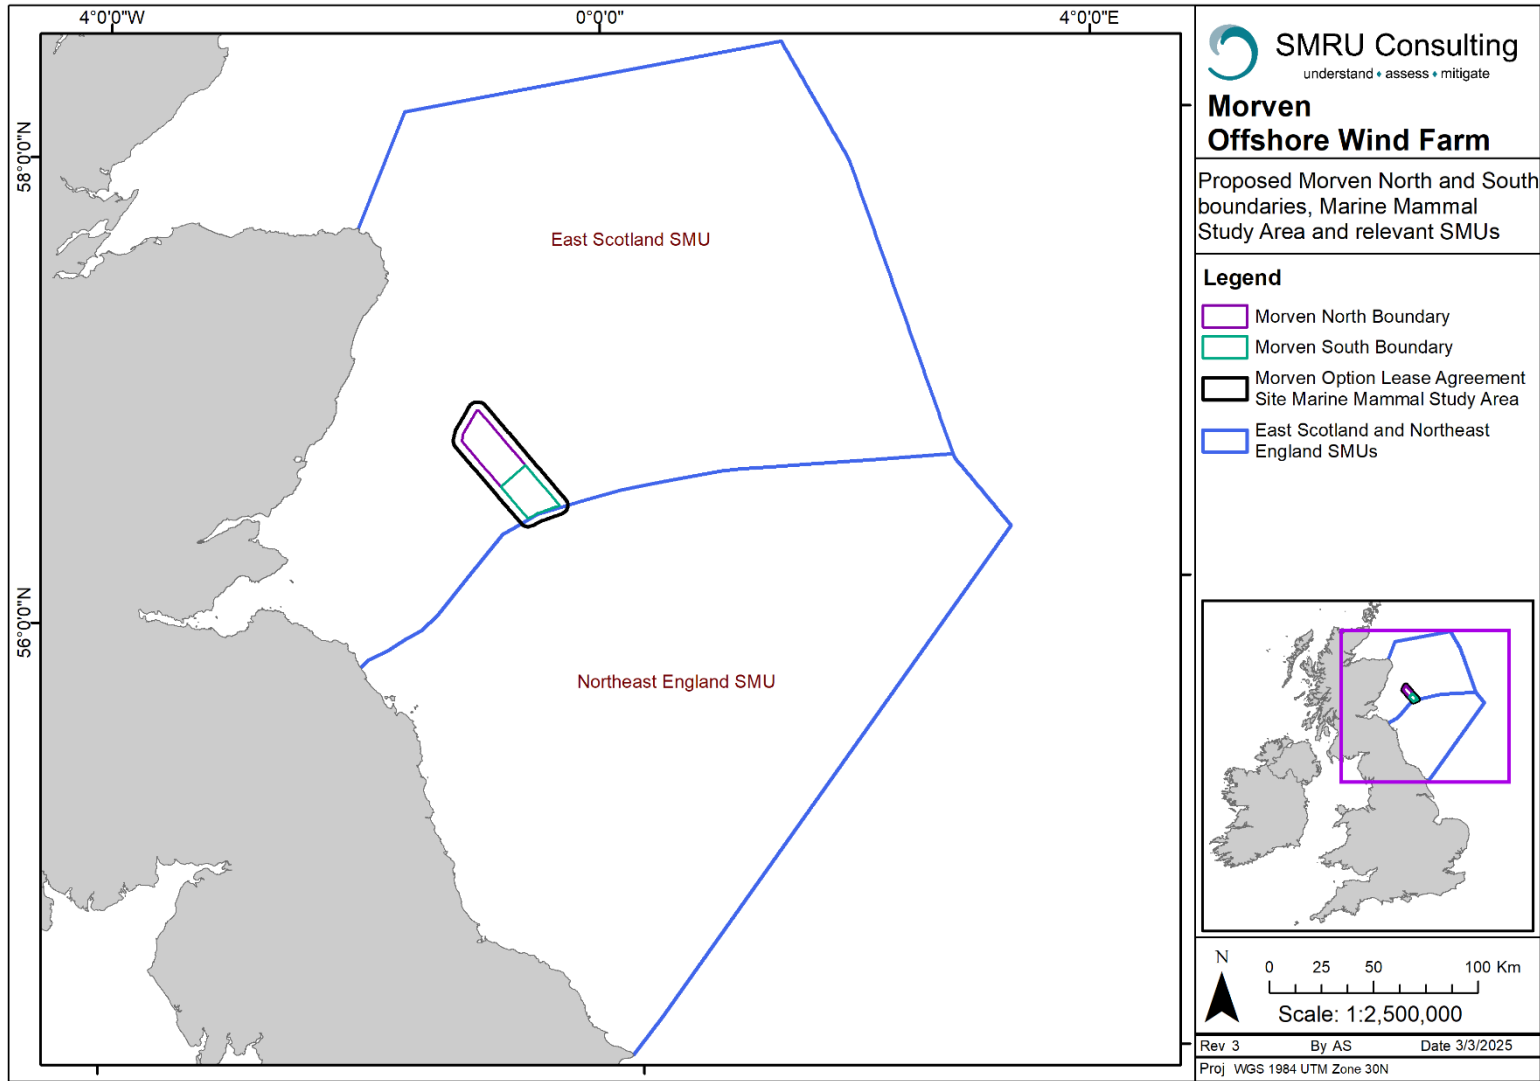 4°0'0"W
0°0'0"
4°0'0"E
58°0'0"N
56°0'0"N
East Scotland SMU
Northeast England SMU
SMRU Consulting
understand ♦ assess ♦ mitigate
Morven
Offshore Wind Farm
Proposed Morven North and South
boundaries, Marine Mammal
Study Area and relevant SMUs
Legend
Morven North Boundary
Morven South Boundary
Morven Option Lease Agreement
Site Marine Mammal Study Area
East Scotland and Northeast
England SMUs
N
0 25 50 100 Km
Scale: 1:2,500,000
Rev 3 By AS Date 3/3/2025
Proj WGS 1984 UTM Zone 30N